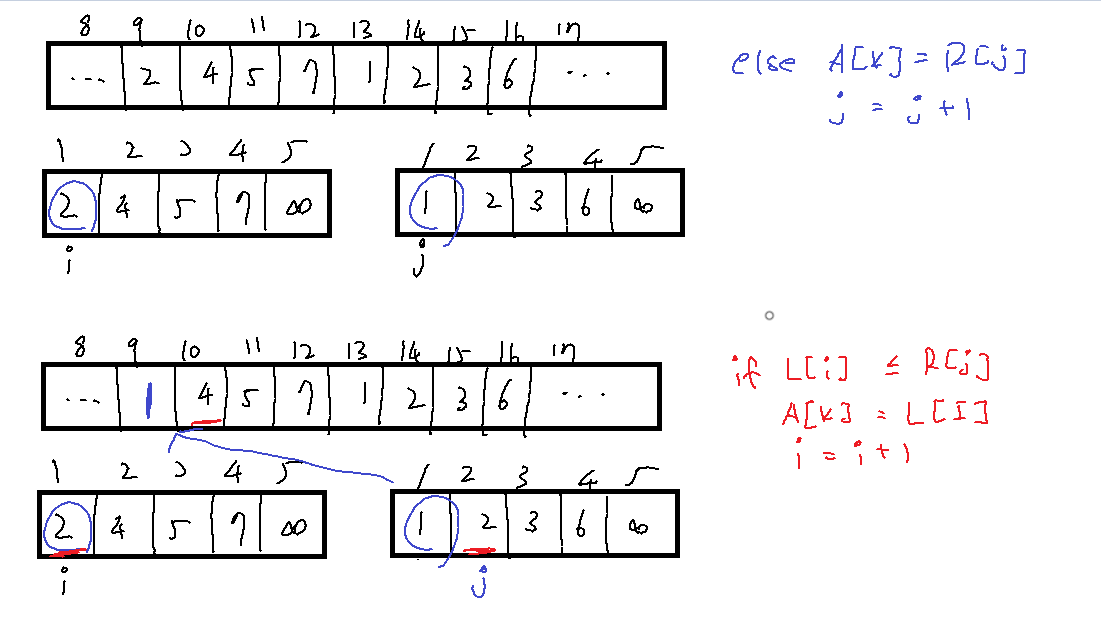 8 9 10 11 12 13 14 15 16 17
... 2 4 5 7 1 2 3 6 ...
else A[k] = R[j]
j = j + 1
1 2 3 4 5
2 4 5 7 ∞
i
1 2 3 4 5
1 2 3 6 ∞
j
8 9 10 11 12 13 14 15 16 17
... 1 4 5 7 1 2 3 6 ...
if L[i] ≤ R[j]
A[k] = L[I]
i = i + 1
1 2 3 4 5
2 4 5 7 ∞
i
1 2 3 4 5
1 2 3 6 ∞
j